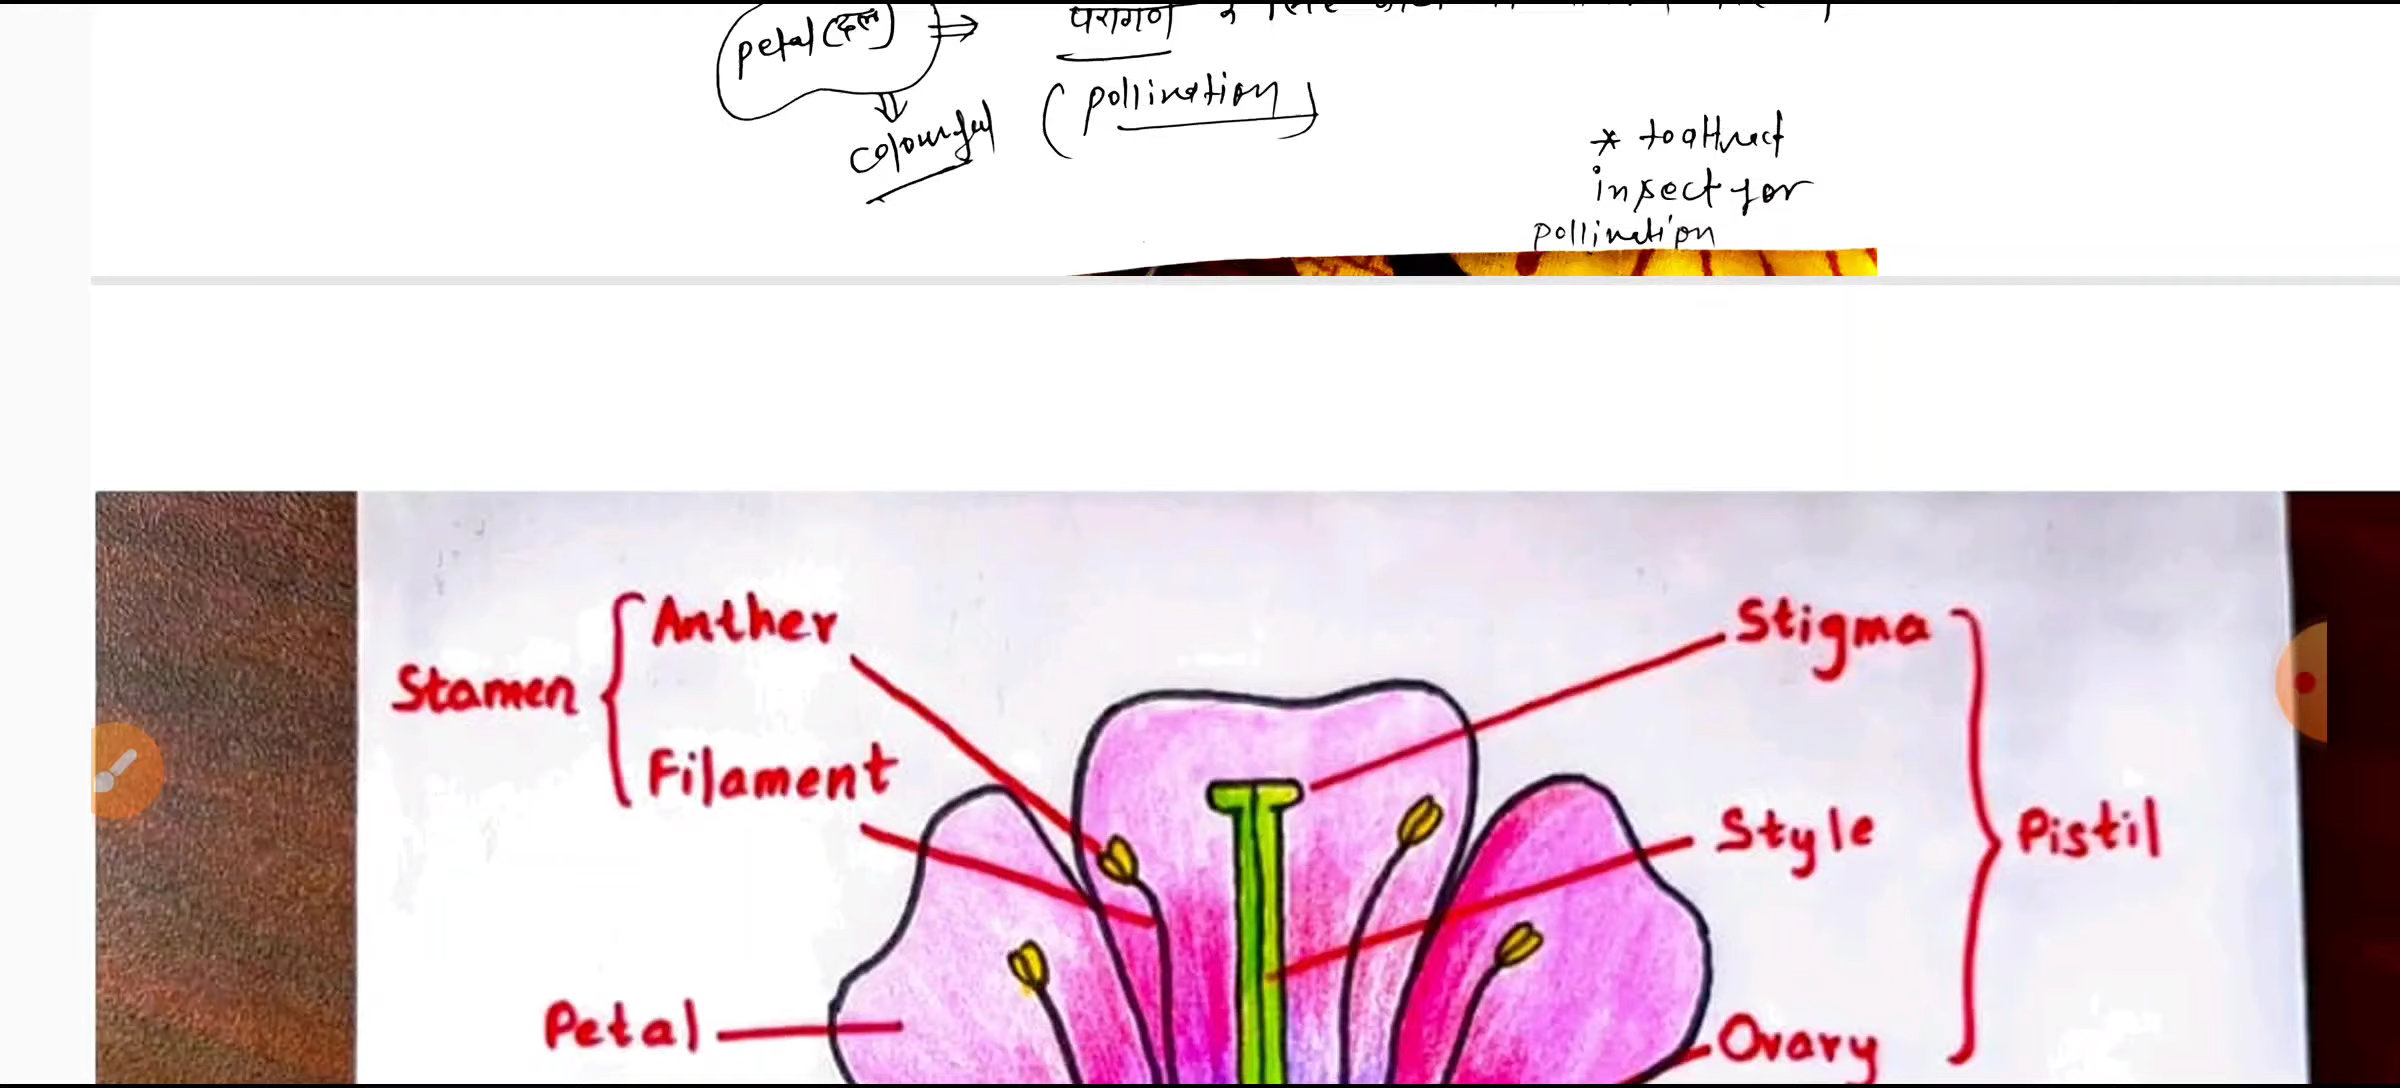 petal (दल) ⇒ परागण
colourful (pollination)
* to attract
insect for
pollination
Anther
Stamen
Filament
Petal
Stigma
Style
Pistil
Ovary